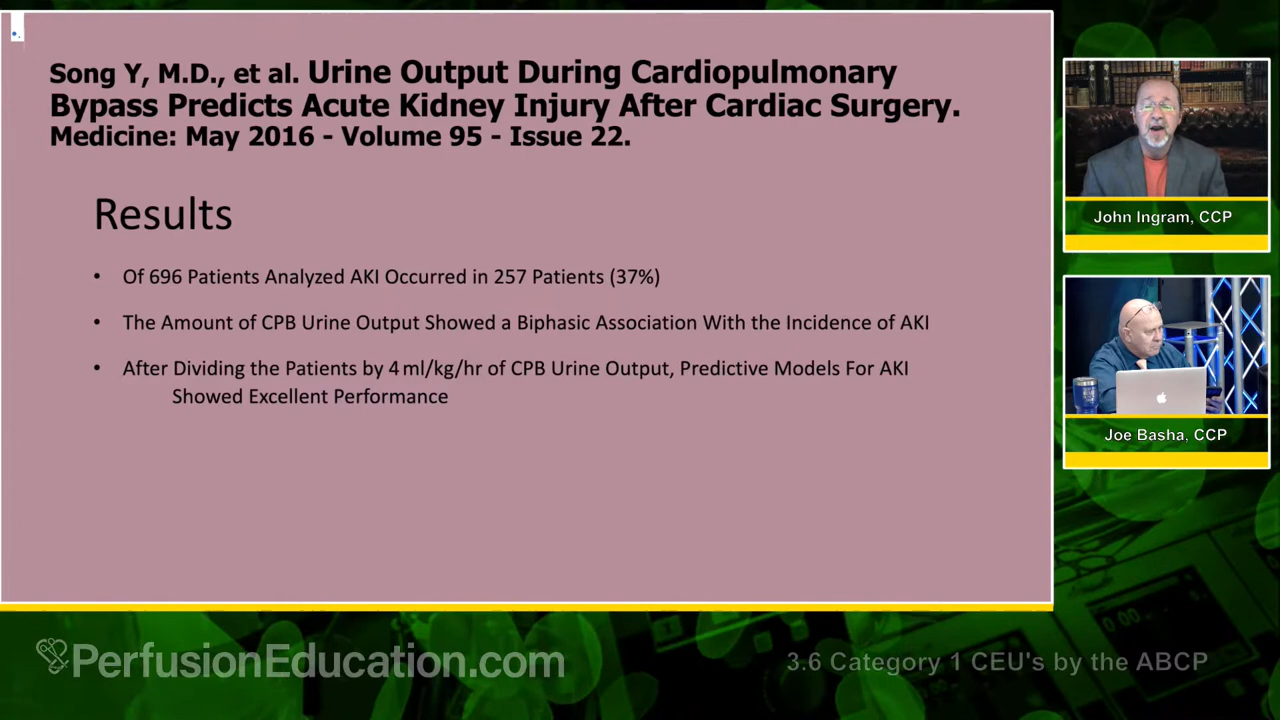 Song Y, M.D., et al. Urine Output During Cardiopulmonary
Bypass Predicts Acute Kidney Injury After Cardiac Surgery.
Medicine: May 2016 - Volume 95 - Issue 22.
Results
• Of 696 Patients Analyzed AKI Occurred in 257 Patients (37%)
• The Amount of CPB Urine Output Showed a Biphasic Association With the Incidence of AKI
• After Dividing the Patients by 4 ml/kg/hr of CPB Urine Output, Predictive Models For AKI
Showed Excellent Performance
John Ingram, CCP
Joe Basha, CCP
PerfusionEducation.com
3.6 Category 1 CEU's by the ABCP